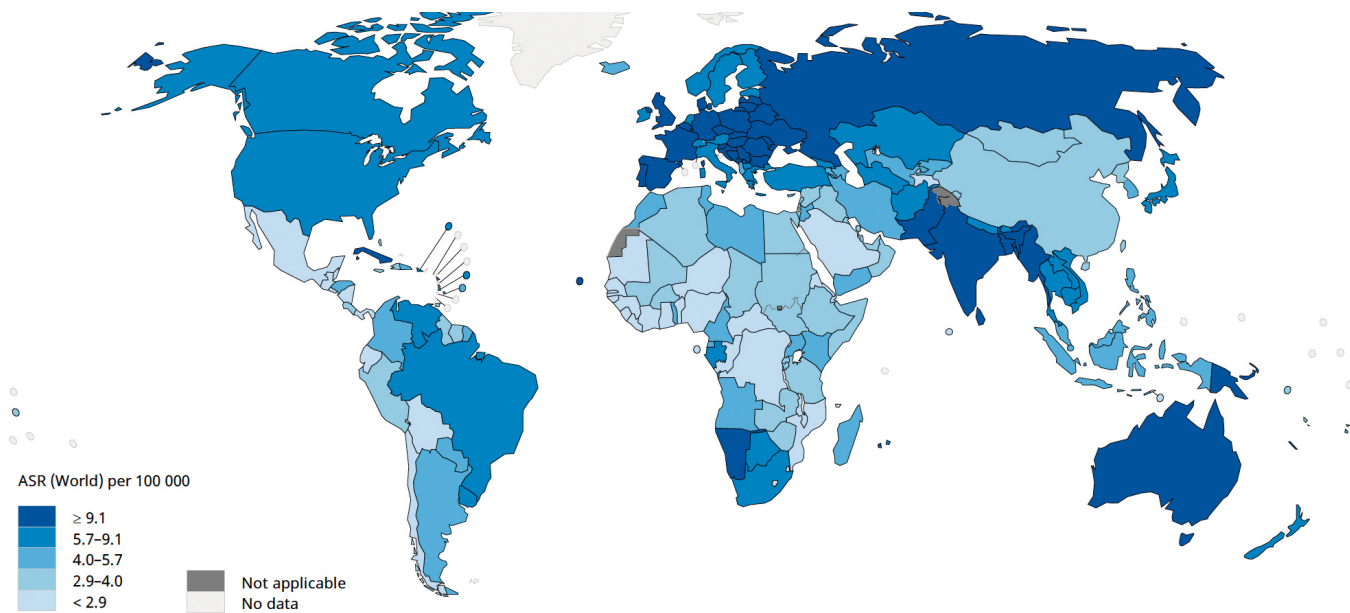 ASR (World) per 100 000
≥ 9.1
5.7–9.1
4.0–5.7
2.9–4.0
< 2.9
Not applicable
No data